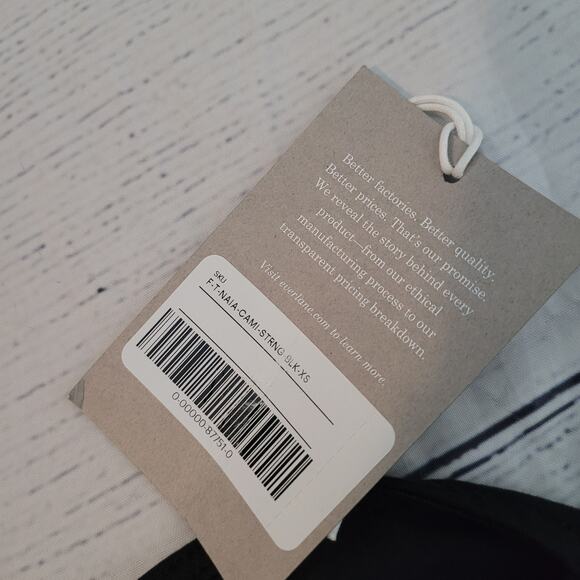 Better factories. Better quality.
Better prices. That's our promise.
We reveal the story behind every
product—from our ethical
manufacturing process to our
transparent pricing breakdown.
Visit everlane.com to learn more.
SKU
F-T-NAIA-CAMI-STRNG BLK-XS
0-00000-87751-0